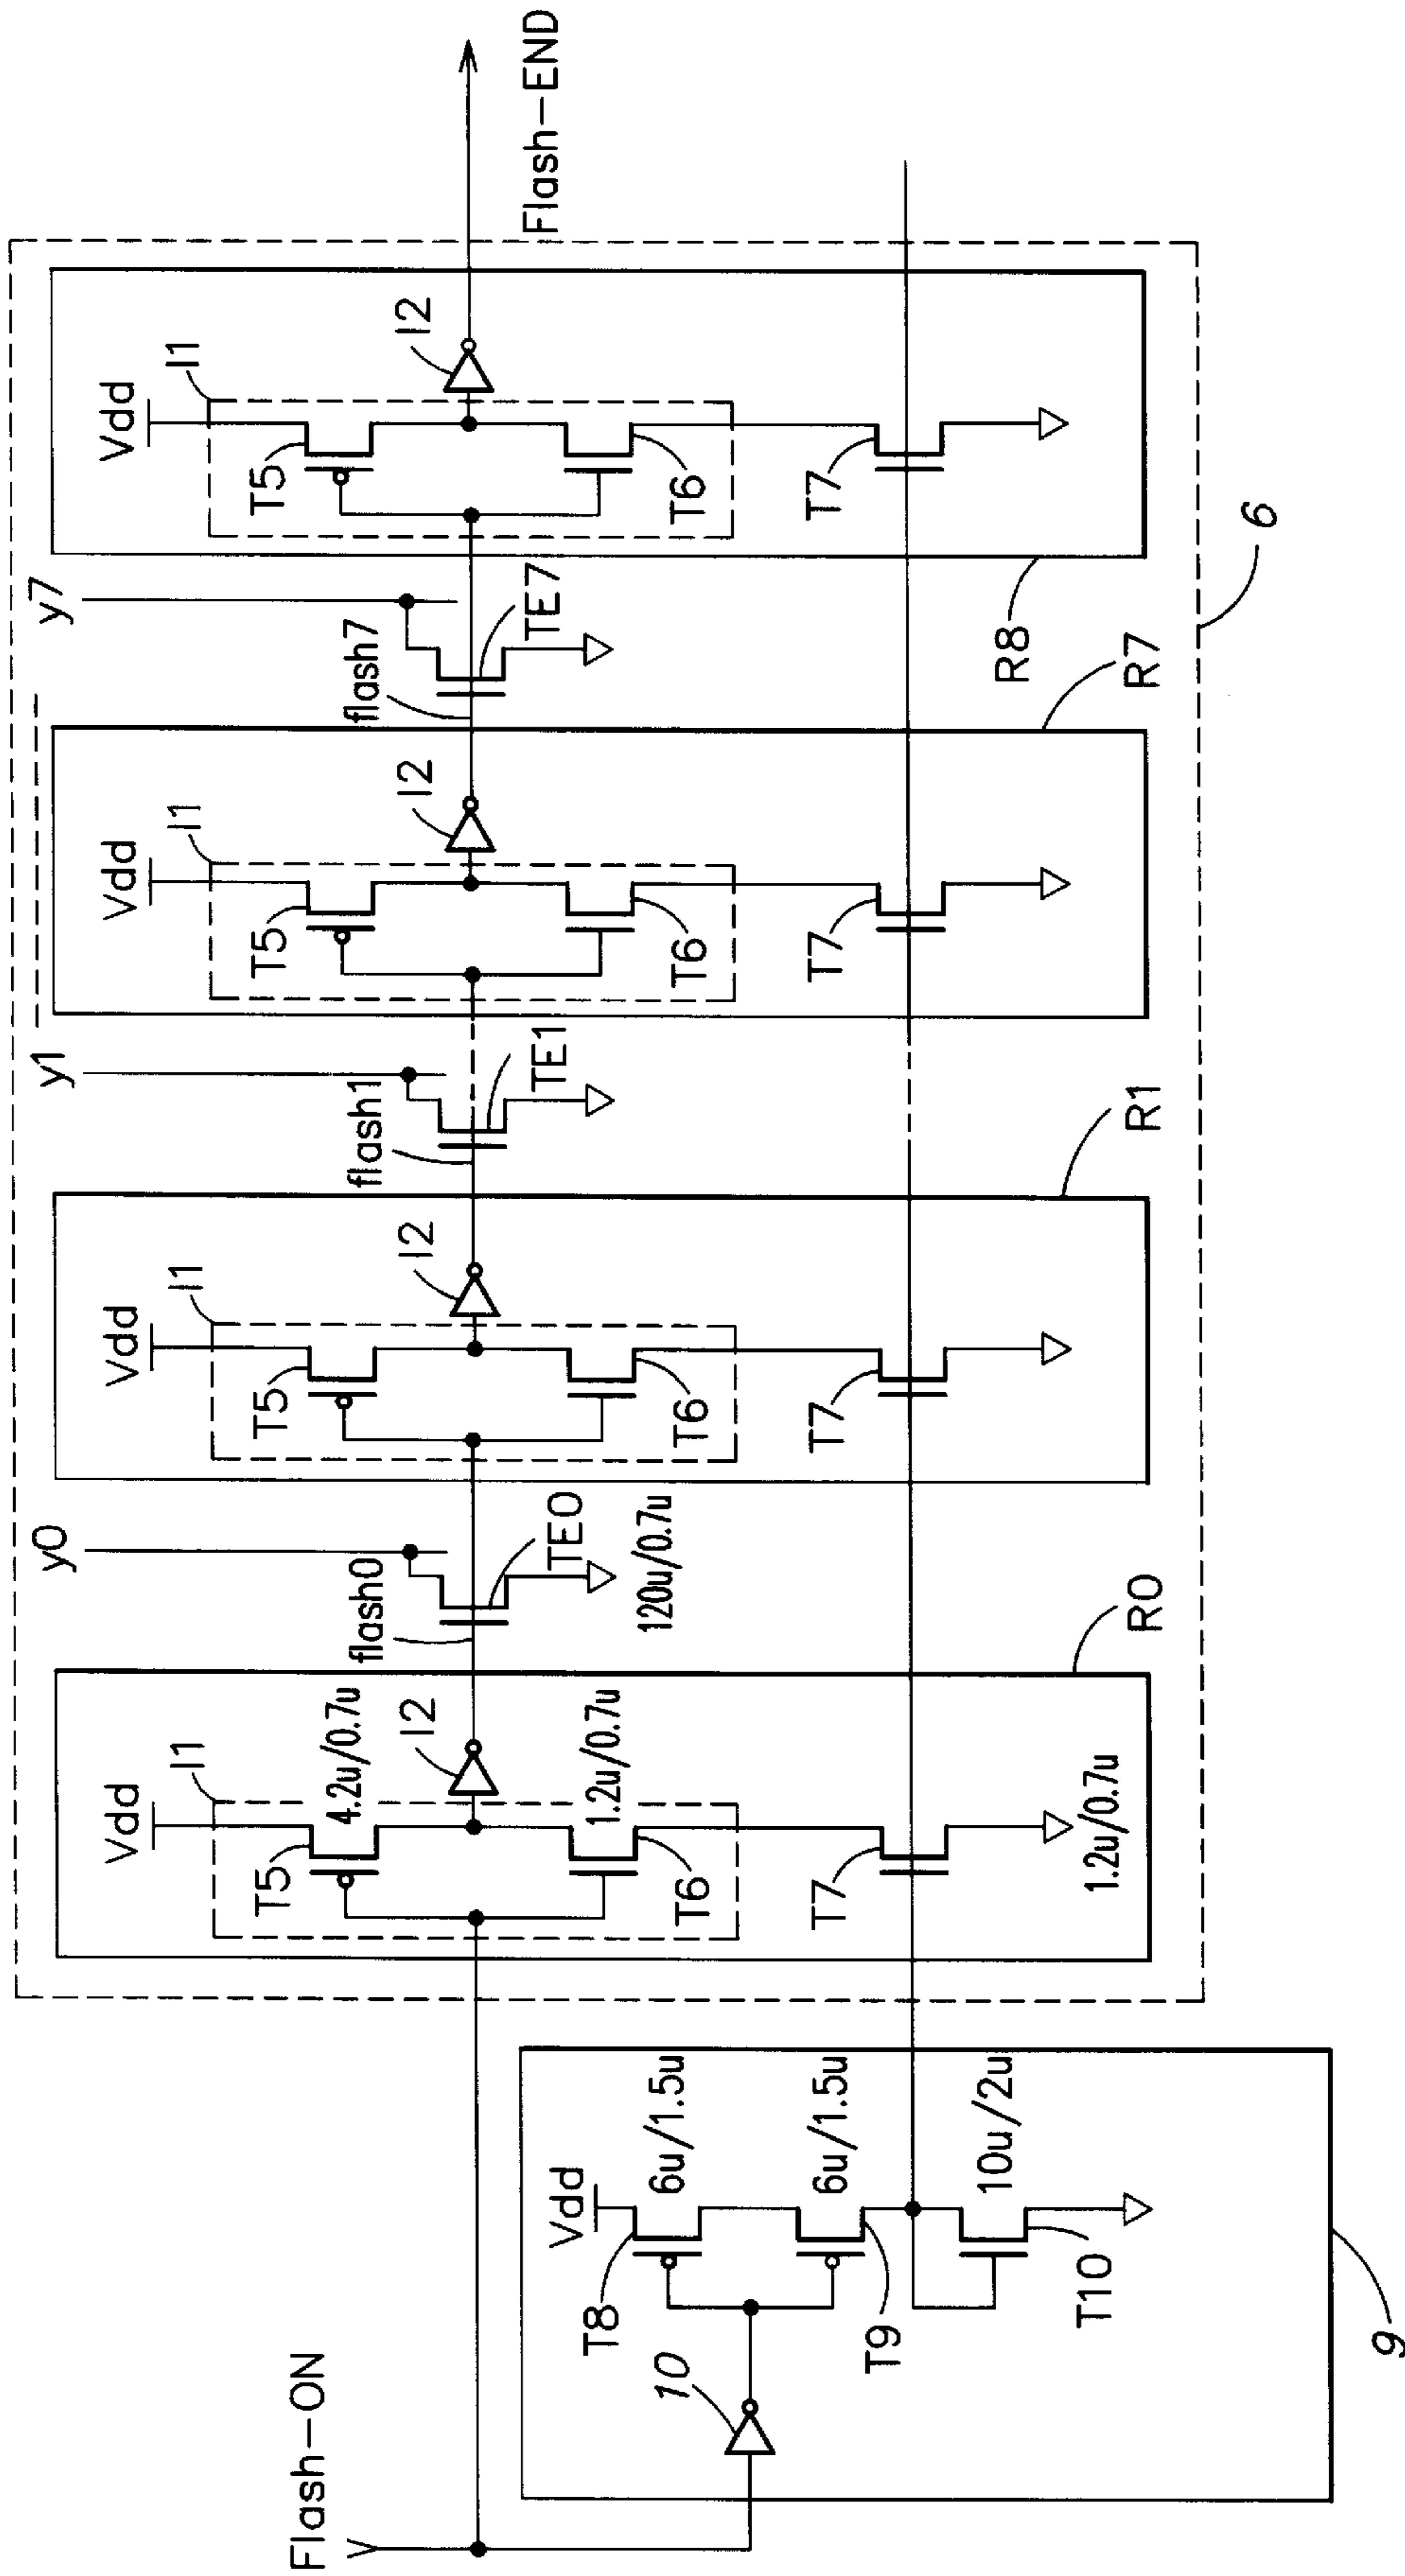 Flash-ON
10
T8
T9
T10
Vdd
6u/1.5u
6u/1.5u
10u/2u
9
Vdd
I1
T5
4.2u/0.7u
I2
1.2u/0.7u
T6
T7
1.2u/0.7u
R0
y0
flash0
TE0
120u/0.7u
Vdd
I1
T5
I2
T6
T7
R1
y1
flash1
TE1
Vdd
I1
T5
I2
T6
T7
R7
y7
flash7
TE7
Vdd
I1
T5
I2
T6
T7
R8
6
Flash-END